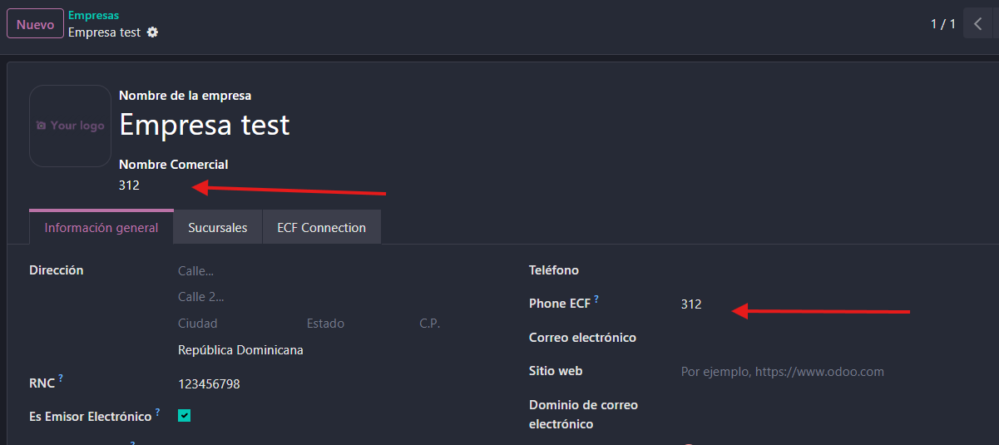 Nuevo
Empresas
Empresa test
1 / 1
Your logo
Nombre de la empresa
Empresa test
Nombre Comercial
312
Información general
Sucursales
ECF Connection
Dirección
Calle...
Calle 2...
Ciudad Estado C.P.
República Dominicana
RNC ?
123456798
Es Emisor Electrónico ?
?
Teléfono
Phone ECF ?
312
Correo electrónico
Sitio web
Por ejemplo, https://www.odoo.com
Dominio de correo
electrónico